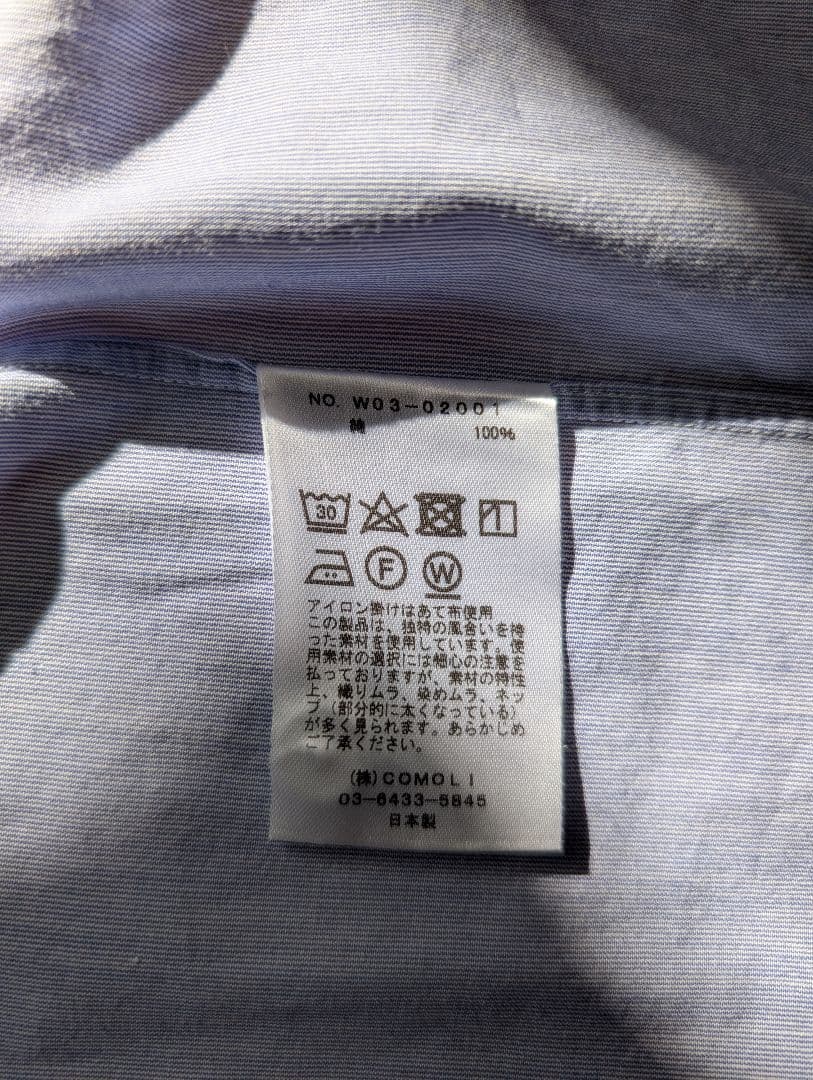 NO. W03-02001
綿 100%
30
F W
アイロン掛けはあて布使用
この製品は、独特の風合いを持
った素材を使用しています。使
用素材の選択には細心の注意を
払っておりますが、素材の特性
上、織りムラ、染めムラ、ネッ
プ（部分的に太くなっている）
が多く見られます。あらかじめ
ご了承ください。
(株)COMOLI
03-6433-5845
日本製